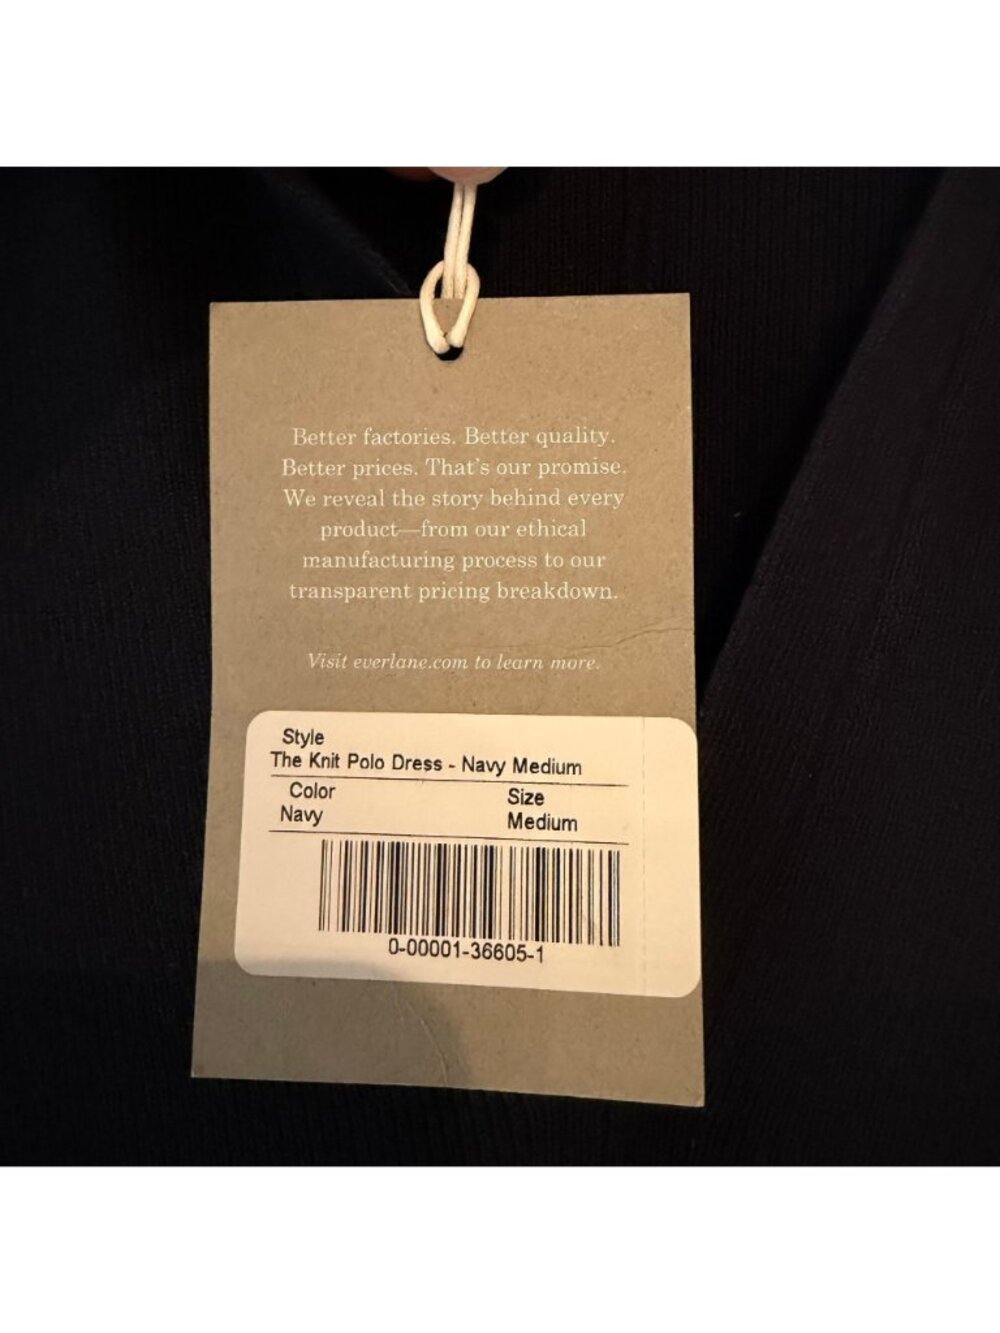 Better factories. Better quality.
Better prices. That's our promise.
We reveal the story behind every
product—from our ethical
manufacturing process to our
transparent pricing breakdown.
Visit everlane.com to learn more.
Style
The Knit Polo Dress - Navy Medium
Color Size
Navy Medium
0-00001-36605-1